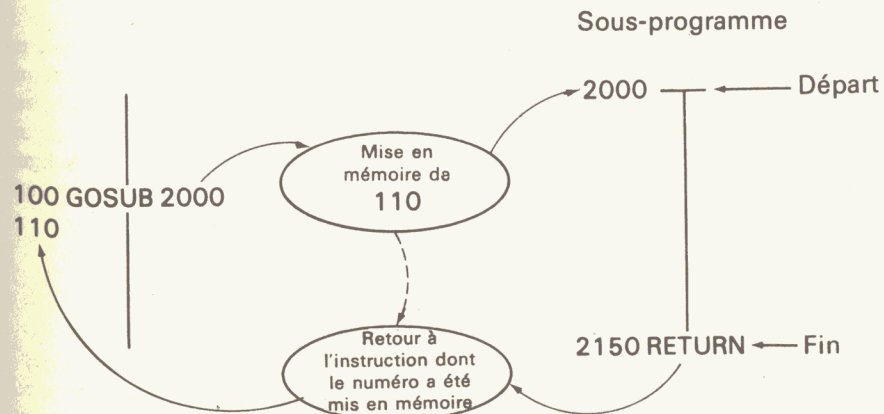 Sous-programme
2000
Départ
Mise en
mémoire de
110
100 GOSUB 2000
110
Retour à
l'instruction dont
le numéro a été
mis en mémoire
2150 RETURN
Fin